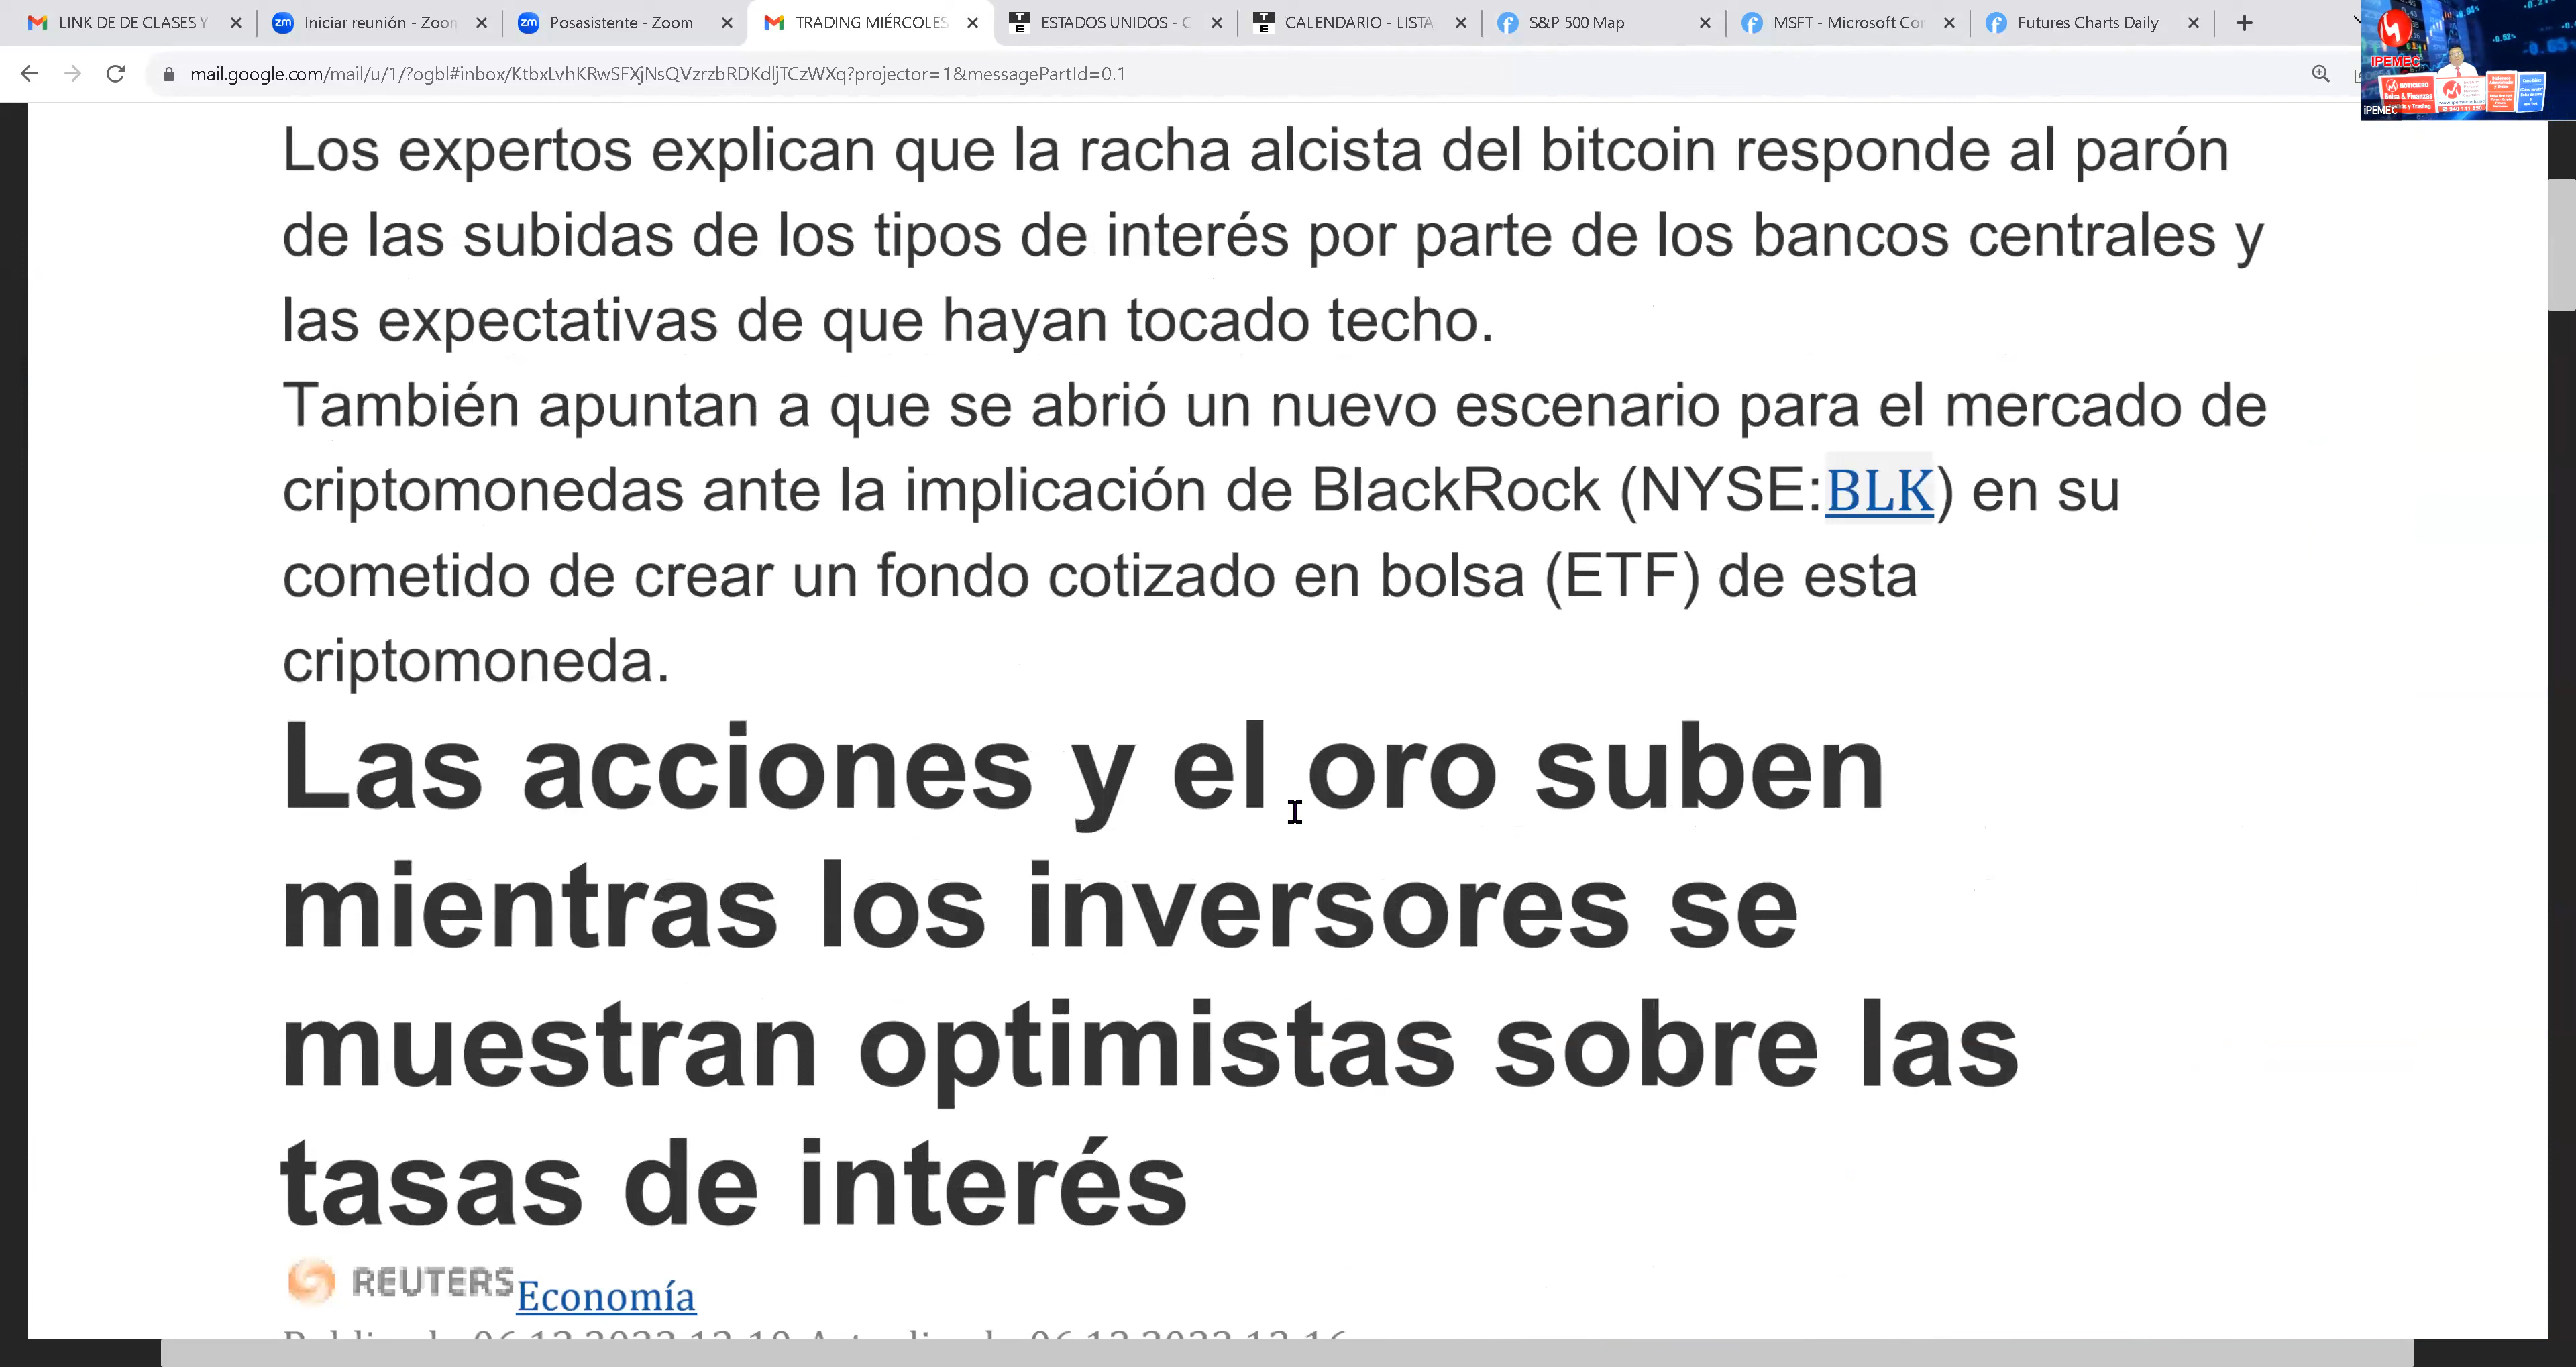 LINK DE DE CLASES Y
Iniciar reunión - Zoon
Posasistente - Zoom
TRADING MIÉRCOLES
ESTADOS UNIDOS - C
CALENDARIO - LISTA
S&P 500 Map
MSFT - Microsoft Cor
Futures Charts Daily
mail.google.com/mail/u/1/?ogbl#inbox/KtbxLvhKRwSFXjNsQVzrzbRDKdljTCzWXq?projector=1&messagePartId=0.1
IPEMEC
NOTICIERO
Bolsa & Finanzas
iPEMEC
Los expertos explican que la racha alcista del bitcoin responde al parón
de las subidas de los tipos de interés por parte de los bancos centrales y
las expectativas de que hayan tocado techo.
También apuntan a que se abrió un nuevo escenario para el mercado de
criptomonedas ante la implicación de BlackRock (NYSE:BLK) en su
cometido de crear un fondo cotizado en bolsa (ETF) de esta
criptomoneda.
Las acciones y el oro suben
mientras los inversores se
muestran optimistas sobre las
tasas de interés
REUTERS Economía